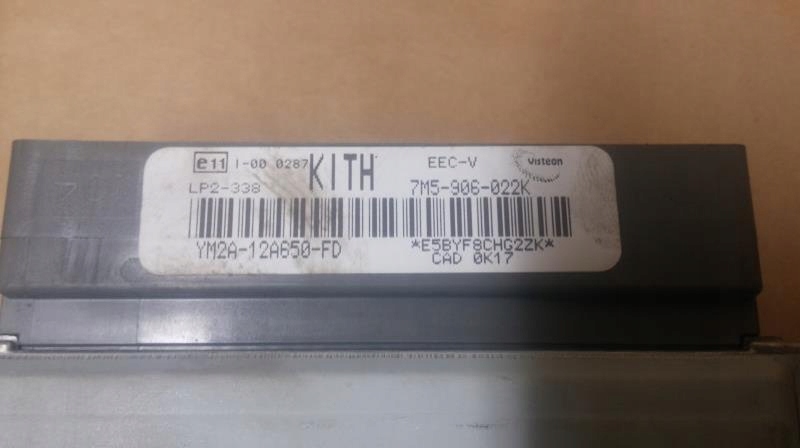 e11 I-00 0287 KITH EEC-V Visteon
LP2-338 7M5-906-022K
YM2A-12A650-FD *E5BYF8CHG2ZK*
CAD 0K17